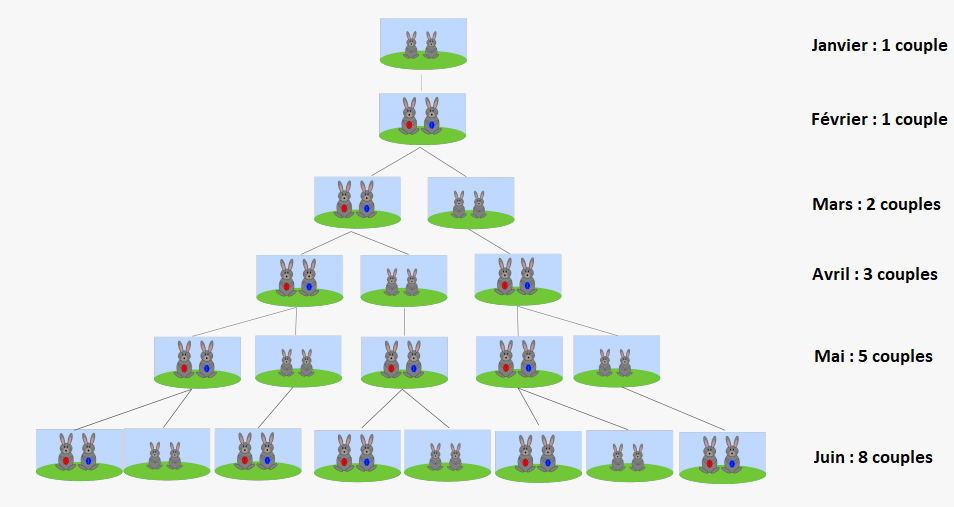 Janvier : 1 couple
Février : 1 couple
Mars : 2 couples
Avril : 3 couples
Mai : 5 couples
Juin : 8 couples